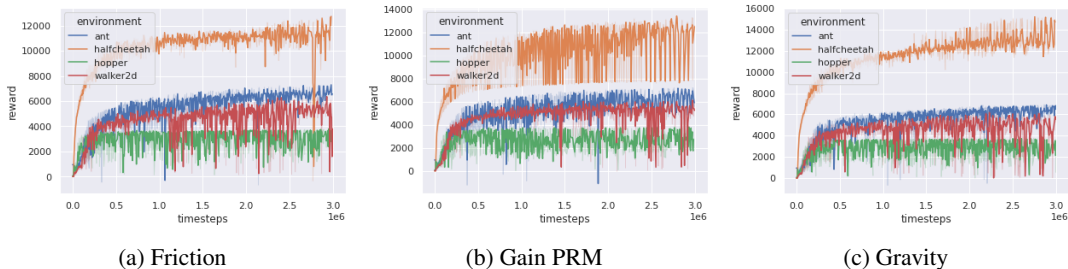 environment
ant
halfcheetah
hopper
walker2d
reward
12000
10000
8000
6000
4000
2000
0
0.0 0.5 1.0 1.5 2.0 2.5 3.0
1e6
timesteps
(a) Friction
environment
ant
halfcheetah
hopper
walker2d
reward
14000
12000
10000
8000
6000
4000
2000
0
0.0 0.5 1.0 1.5 2.0 2.5 3.0
1e6
timesteps
(b) Gain PRM
environment
ant
halfcheetah
hopper
walker2d
reward
16000
14000
12000
10000
8000
6000
4000
2000
0
0.0 0.5 1.0 1.5 2.0 2.5 3.0
1e6
timesteps
(c) Gravity